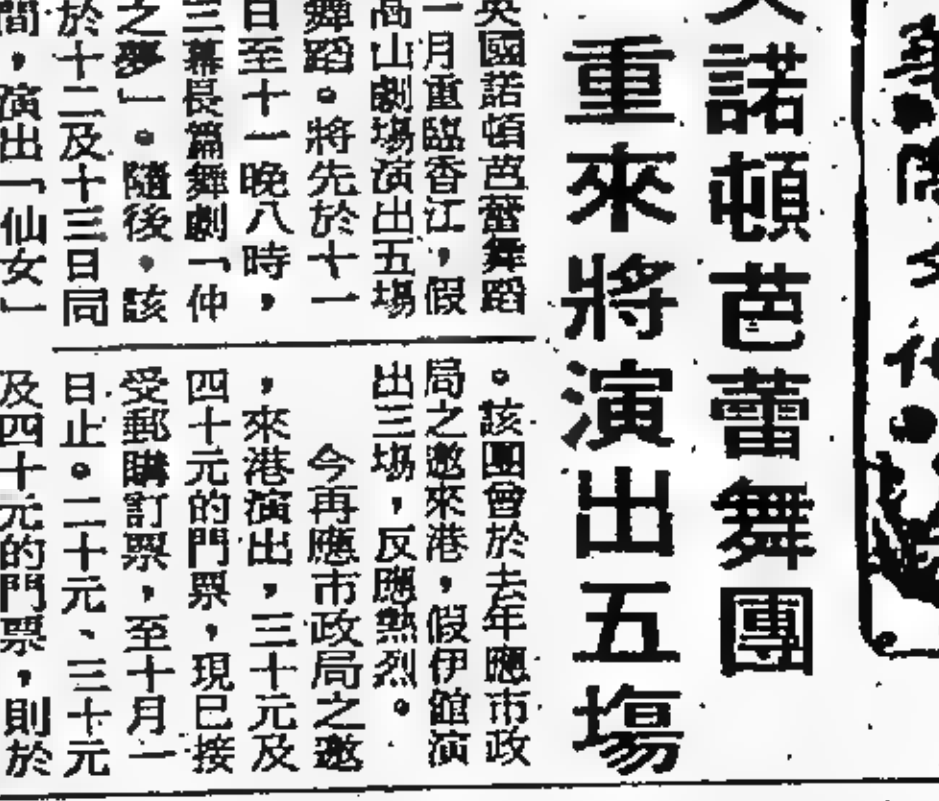 諾頓芭蕾舞團
重來將演出五場
英國諾頓芭蕾舞蹈
一月重臨香江，假
高山劇場演出五場
舞蹈。將先於十一
日至十一晚八時，
三幕長篇舞劇「仲
之夢」。隨後，該
於十二及十三日同
間，演出「仙女」
。該團曾於去年應市政
局之邀來港，假伊館演
出三場，反應熱烈。
今再應市政局之邀
，來港演出，三十元及
四十元的門票，現已接
受郵購訂票，至十月一
日止。二十元、三十元
及四十元的門票，則於